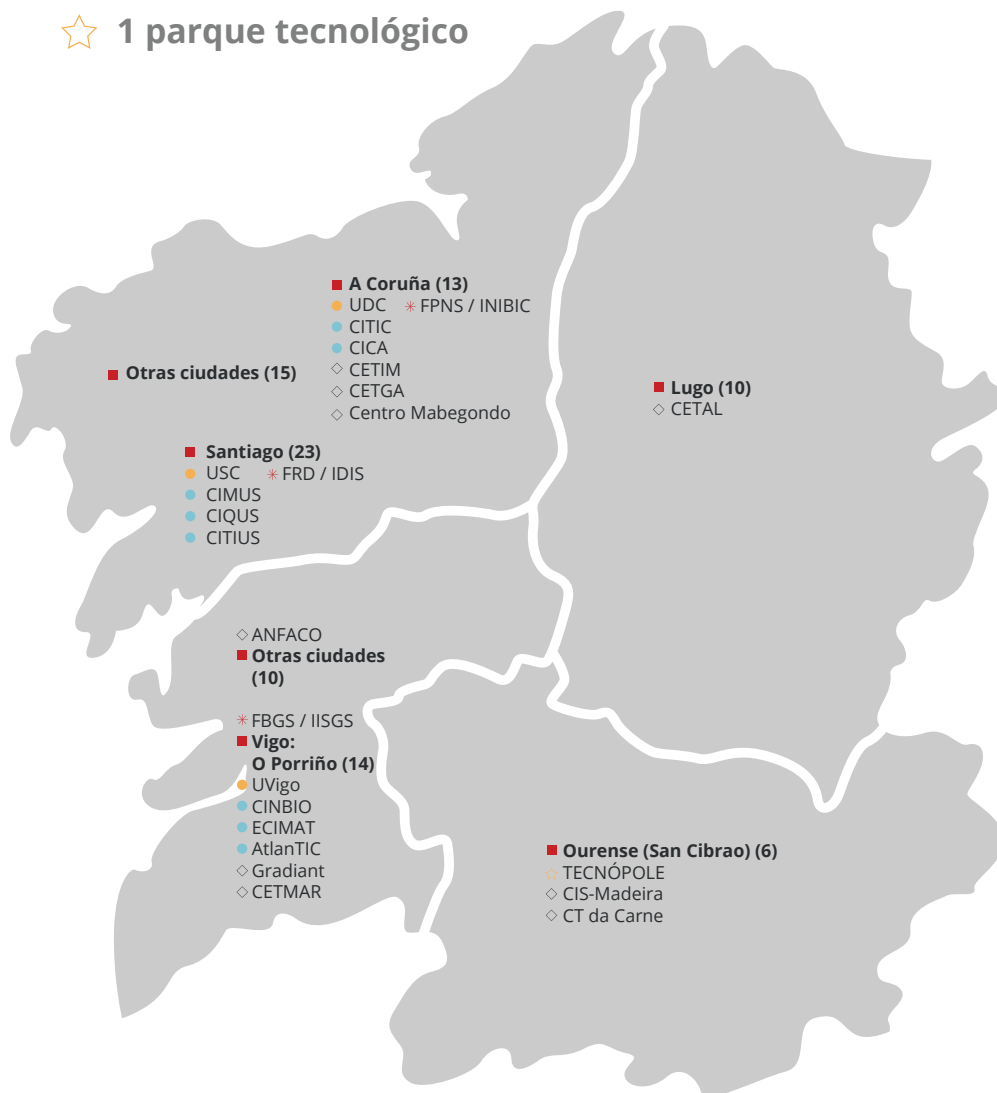 1 parque tecnológico
A Coruña (13)
UDC FPNS / INIBIC
CITIC
CICA
CETIM
CETGA
Centro Mabegondo
Otras ciudades (15)
Lugo (10)
CETAL
Santiago (23)
USC FRD / IDIS
CIMUS
CIQUS
CITIUS
ANFACO
Otras ciudades
(10)
FBGS / IISGS
Vigo:
O Porriño (14)
UVigo
CINBIO
ECIMAT
AtlanTIC
Gradiant
CETMAR
Ourense (San Cibrao) (6)
TECNÓPOLE
CIS-Madeira
CT da Carne